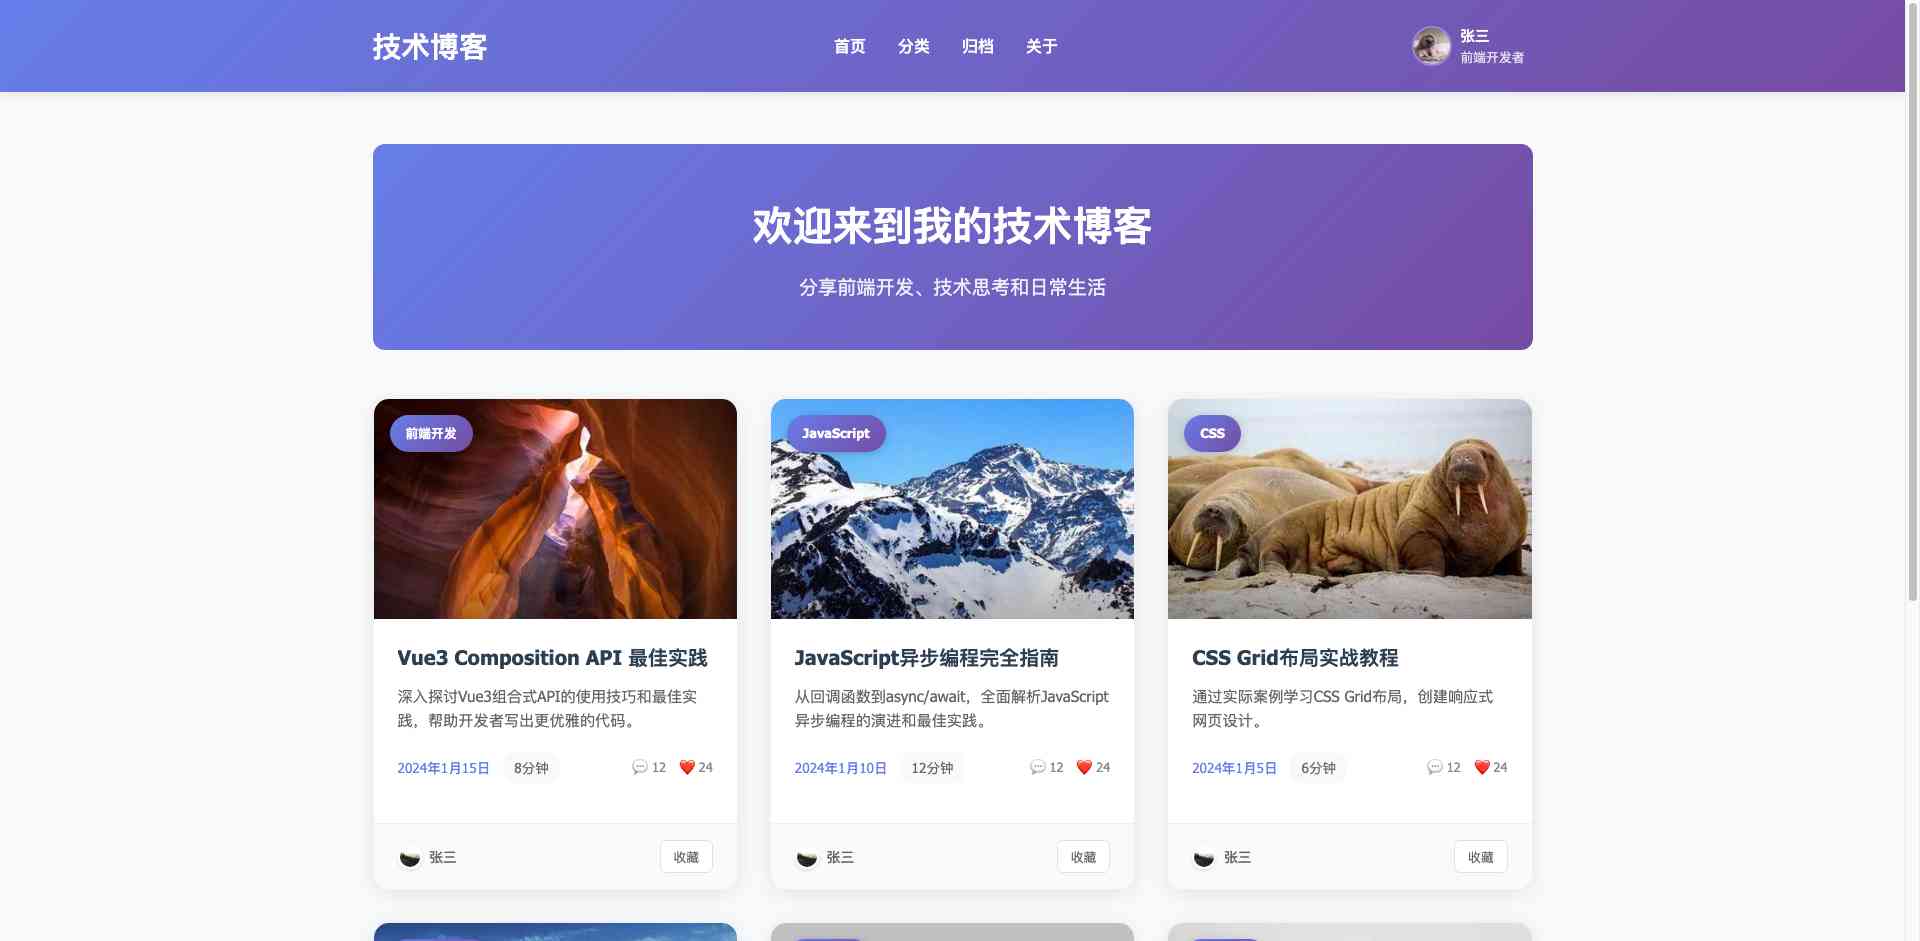 技术博客
首页 分类 归档 关于
张三
前端开发者
欢迎来到我的技术博客
分享前端开发、技术思考和日常生活
前端开发
Vue3 Composition API 最佳实践
深入探讨Vue3组合式API的使用技巧和最佳实
践，帮助开发者写出更优雅的代码。
2024年1月15日 8分钟 12 24
张三 收藏
JavaScript
JavaScript异步编程完全指南
从回调函数到async/await，全面解析JavaScript
异步编程的演进和最佳实践。
2024年1月10日 12分钟 12 24
张三 收藏
CSS
CSS Grid布局实战教程
通过实际案例学习CSS Grid布局，创建响应式
网页设计。
2024年1月5日 6分钟 12 24
张三 收藏